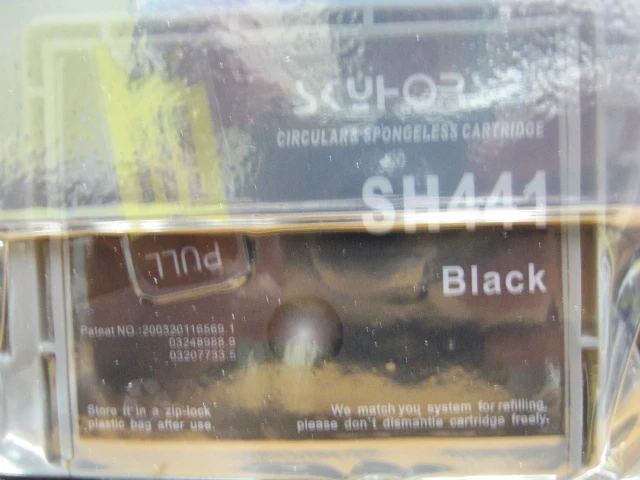 SKYHORSE
CIRCULAR& SPONGELESS CARTRIDGE
SH441
Black
PULL
Patent NO.:200320116569.1
03248988.9
03207733.5
Store it in a zip-lock
plastic bag after use.
We match you system for refilling,
please don't dismantle cartridge freely.